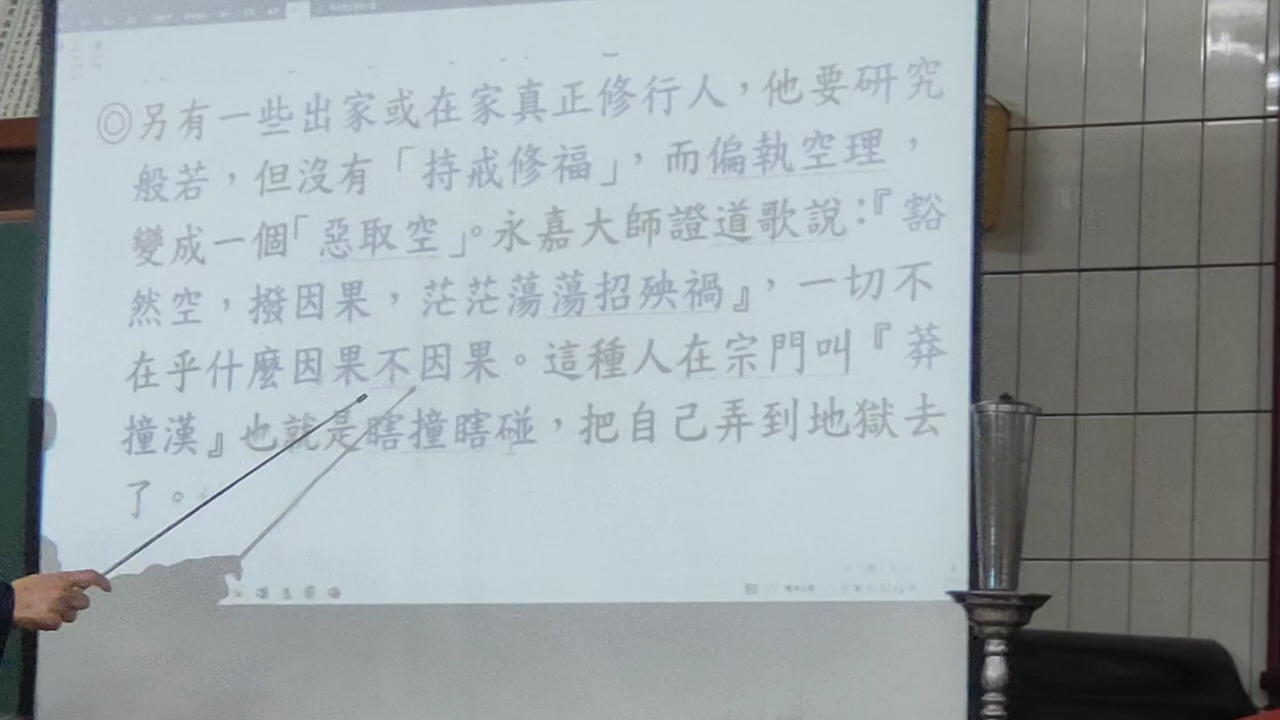 ◎另有一些出家或在家真正修行人，他要研究
般若，但沒有「持戒修福」，而偏執空理，
變成一個「惡取空」。永嘉大師證道歌說：『豁
然空，撥因果，茫茫蕩蕩招殃禍』，一切不
在乎什麼因果不因果。這種人在宗門叫『莽
撞漢』也就是瞎撞瞎碰，把自己弄到地獄去
了。